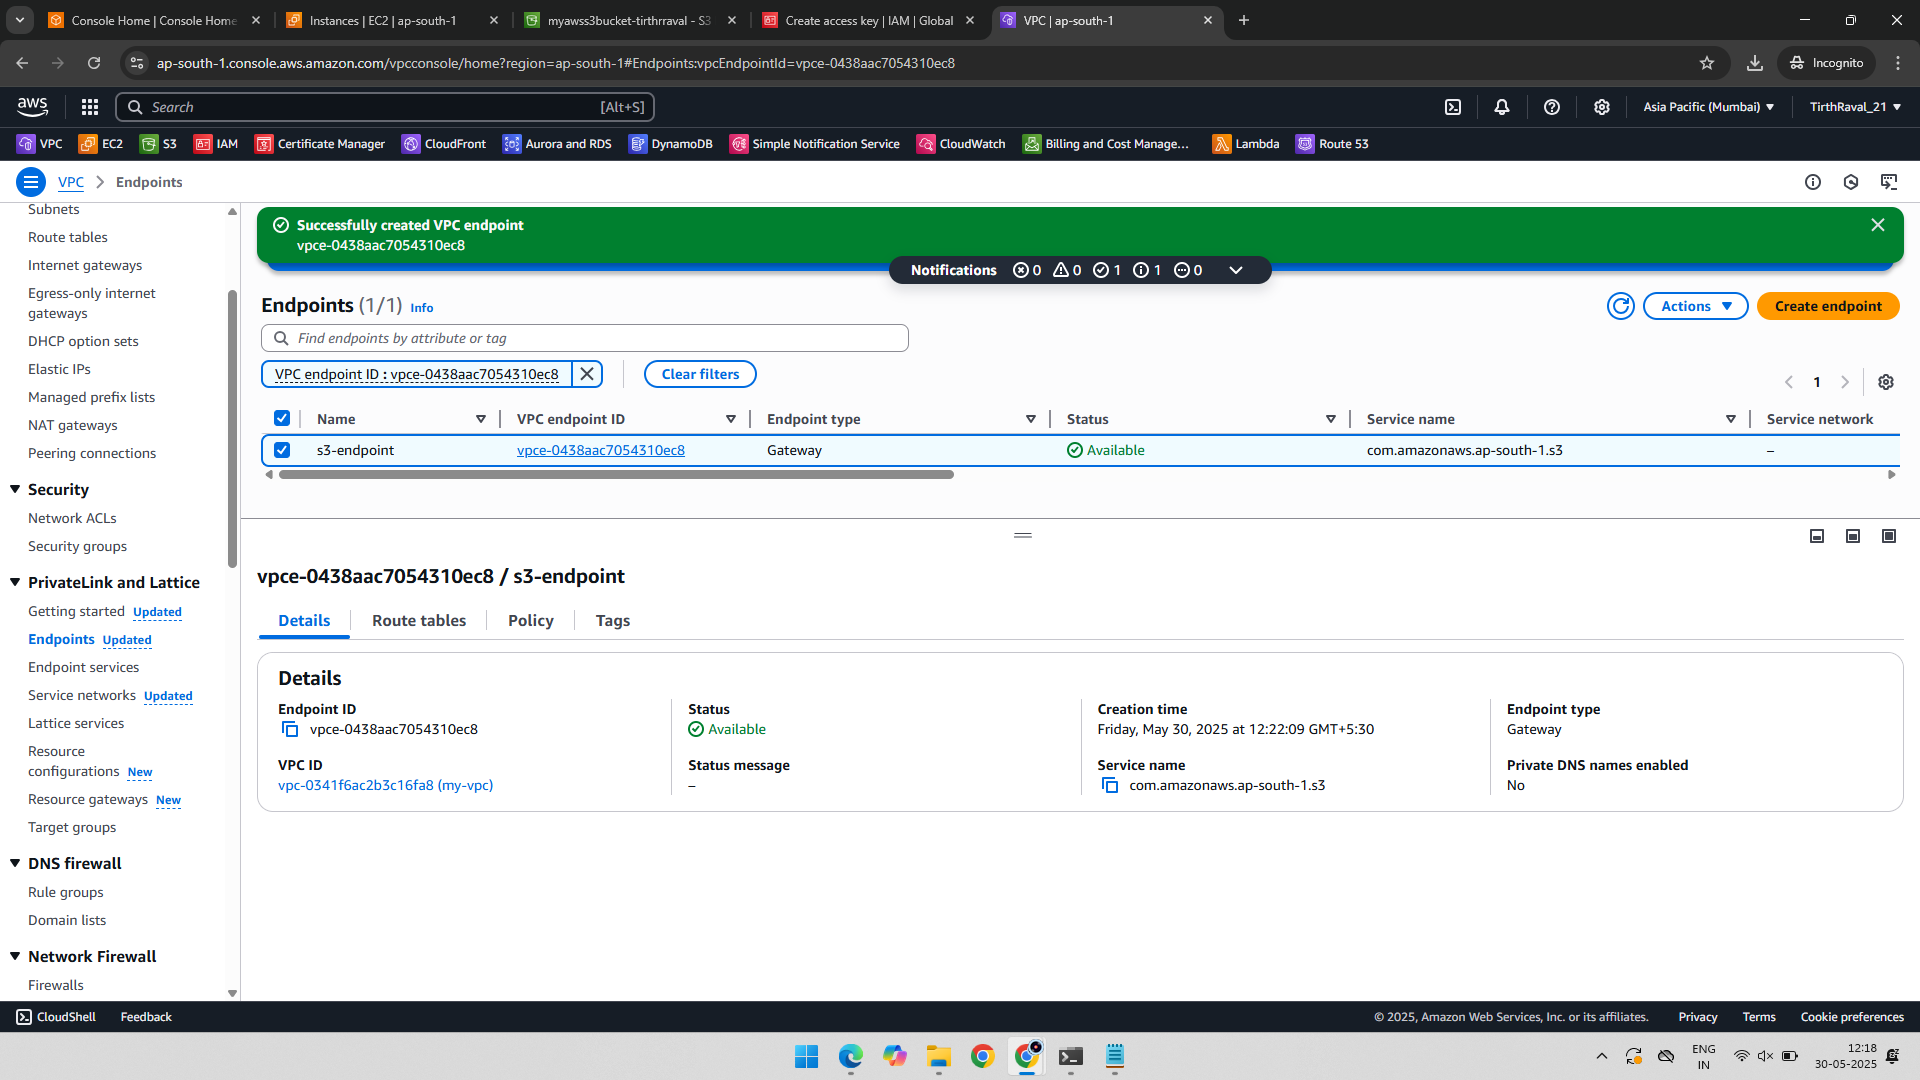 Console Home | Console Home
Instances | EC2 | ap-south-1
myawss3bucket-tirthrraval - S3
Create access key | IAM | Global
VPC | ap-south-1
ap-south-1.console.aws.amazon.com/vpcconsole/home?region=ap-south-1#Endpoints:vpcEndpointId=vpce-0438aac7054310ec8
Incognito
aws
Search
[Alt+S]
Asia Pacific (Mumbai)
TirthRaval_21
VPC
EC2
S3
IAM
Certificate Manager
CloudFront
Aurora and RDS
DynamoDB
Simple Notification Service
CloudWatch
Billing and Cost Manage...
Lambda
Route 53
VPC
Endpoints
Subnets
Route tables
Internet gateways
Egress-only internet
gateways
DHCP option sets
Elastic IPs
Managed prefix lists
NAT gateways
Peering connections
Security
Network ACLs
Security groups
PrivateLink and Lattice
Getting started Updated
Endpoints Updated
Endpoint services
Service networks Updated
Lattice services
Resource
configurations New
Resource gateways New
Target groups
DNS firewall
Rule groups
Domain lists
Network Firewall
Firewalls
Successfully created VPC endpoint
vpce-0438aac7054310ec8
Notifications 0 0 1 1 0
Endpoints (1/1) Info
Actions
Create endpoint
Find endpoints by attribute or tag
VPC endpoint ID : vpce-0438aac7054310ec8
Clear filters
1
Name
VPC endpoint ID
Endpoint type
Status
Service name
Service network
s3-endpoint
vpce-0438aac7054310ec8
Gateway
Available
com.amazonaws.ap-south-1.s3
–
vpce-0438aac7054310ec8 / s3-endpoint
Details
Route tables
Policy
Tags
Details
Endpoint ID
vpce-0438aac7054310ec8
Status
Available
Creation time
Friday, May 30, 2025 at 12:22:09 GMT+5:30
Endpoint type
Gateway
VPC ID
vpc-0341f6ac2b3c16fa8 (my-vpc)
Status message
–
Service name
com.amazonaws.ap-south-1.s3
Private DNS names enabled
No
CloudShell
Feedback
© 2025, Amazon Web Services, Inc. or its affiliates.
Privacy
Terms
Cookie preferences
ENG
IN
12:18
30-05-2025